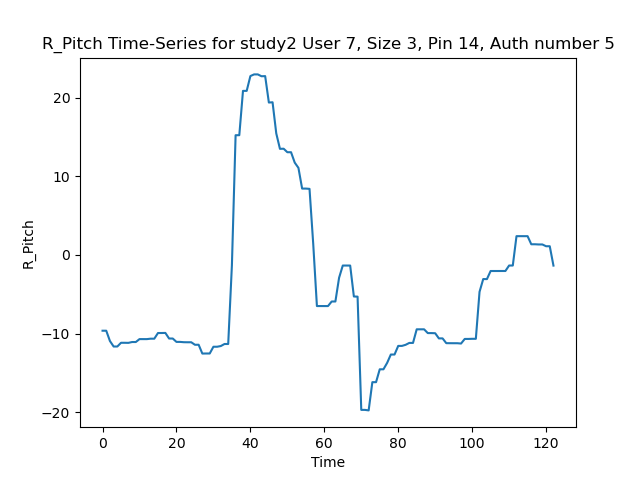 R_Pitch Time-Series for study2 User 7, Size 3, Pin 14, Auth number 5
20
10
0
−10
−20
R_Pitch
0 20 40 60 80 100 120
Time